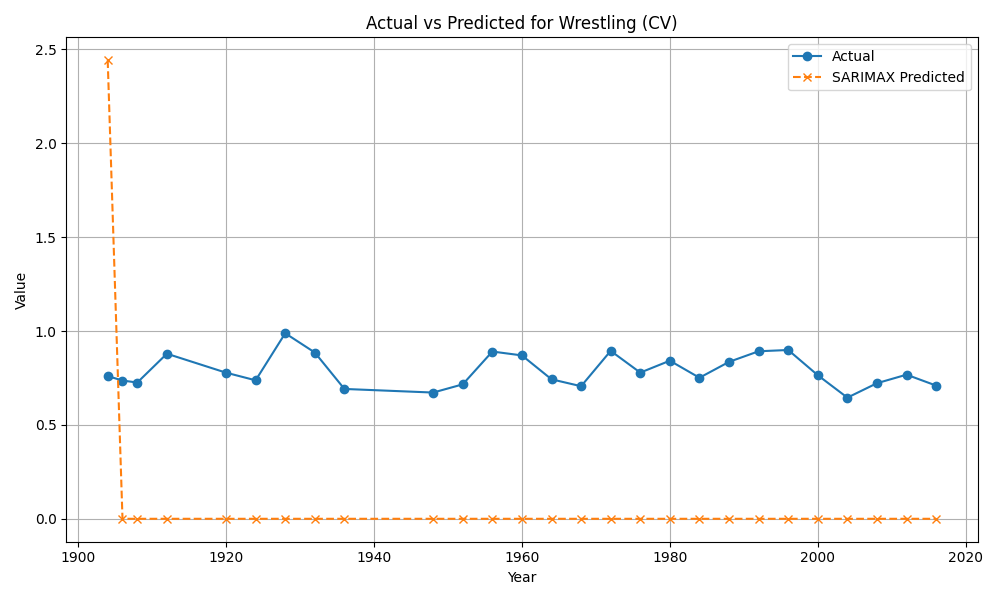 Actual vs Predicted for Wrestling (CV)
Actual
SARIMAX Predicted
2.5
2.0
1.5
1.0
0.5
0.0
Value
1900 1920 1940 1960 1980 2000 2020
Year